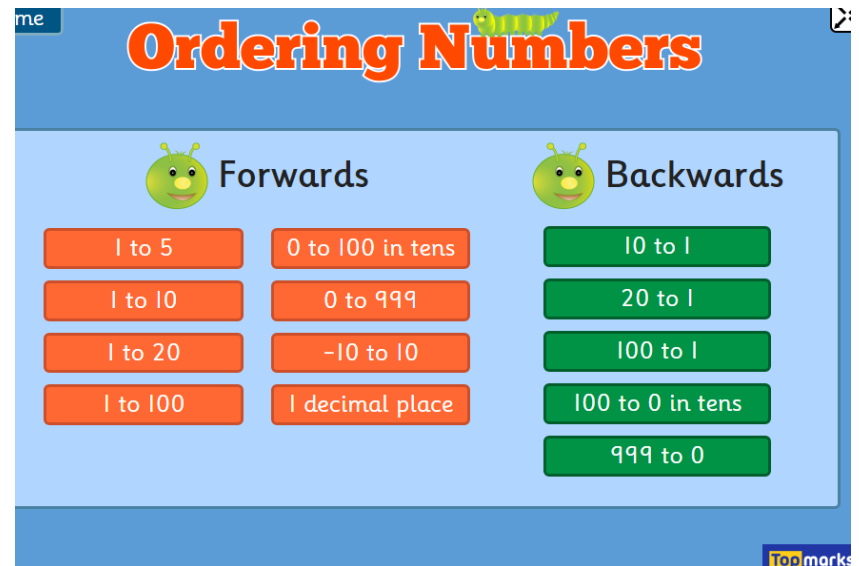 me
Ordering Numbers
Forwards
Backwards
1 to 5
0 to 100 in tens
10 to 1
1 to 10
0 to 999
20 to 1
1 to 20
-10 to 10
100 to 1
1 to 100
1 decimal place
100 to 0 in tens
999 to 0
Topmarks